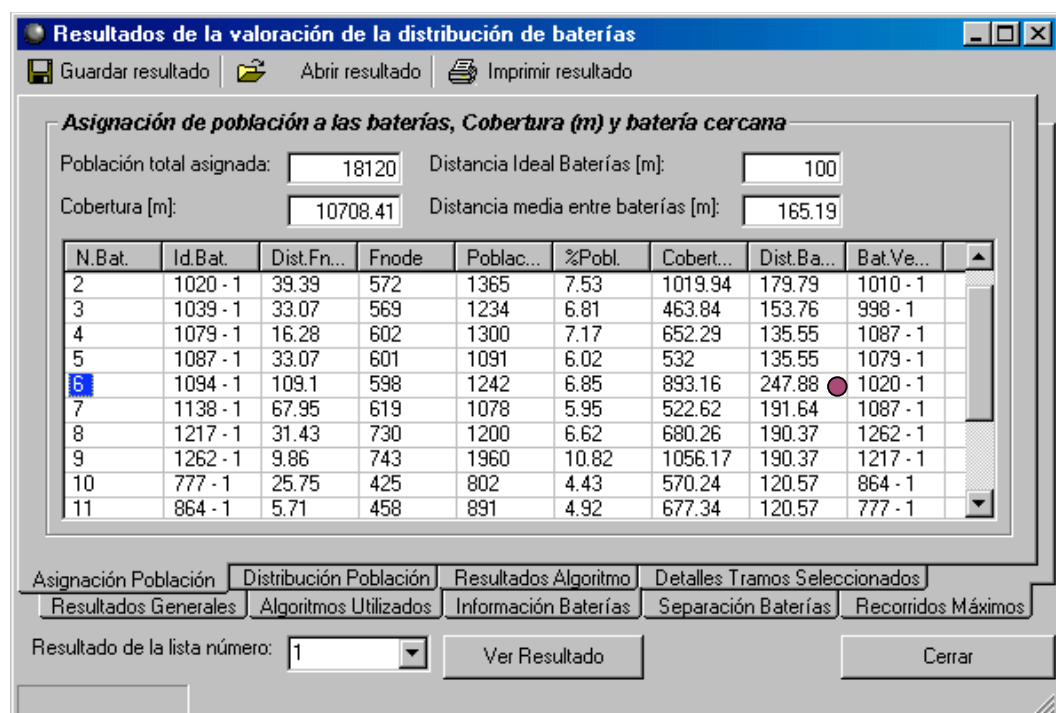 Resultados de la valoración de la distribución de baterías
Guardar resultado Abrir resultado Imprimir resultado
Asignación de población a las baterías, Cobertura (m) y batería cercana
Población total asignada: 18120 Distancia Ideal Baterías [m]: 100
Cobertura [m]: 10708.41 Distancia media entre baterías [m]: 165.19
N.Bat. Id.Bat. Dist.Fn... Fnode Poblac... %Pobl. Cobert... Dist.Ba... Bat.Ve...
2 1020 - 1 39.39 572 1365 7.53 1019.94 179.79 1010 - 1
3 1039 - 1 33.07 569 1234 6.81 463.84 153.76 998 - 1
4 1079 - 1 16.28 602 1300 7.17 652.29 135.55 1087 - 1
5 1087 - 1 33.07 601 1091 6.02 532 135.55 1079 - 1
6 1094 - 1 109.1 598 1242 6.85 893.16 247.88 1020 - 1
7 1138 - 1 67.95 619 1078 5.95 522.62 191.64 1087 - 1
8 1217 - 1 31.43 730 1200 6.62 680.26 190.37 1262 - 1
9 1262 - 1 9.86 743 1960 10.82 1056.17 190.37 1217 - 1
10 777 - 1 25.75 425 802 4.43 570.24 120.57 864 - 1
11 864 - 1 5.71 458 891 4.92 677.34 120.57 777 - 1
Asignación Población Distribución Población Resultados Algoritmo Detalles Tramos Seleccionados
Resultados Generales Algoritmos Utilizados Información Baterías Separación Baterías Recorridos Máximos
Resultado de la lista número: 1 Ver Resultado Cerrar